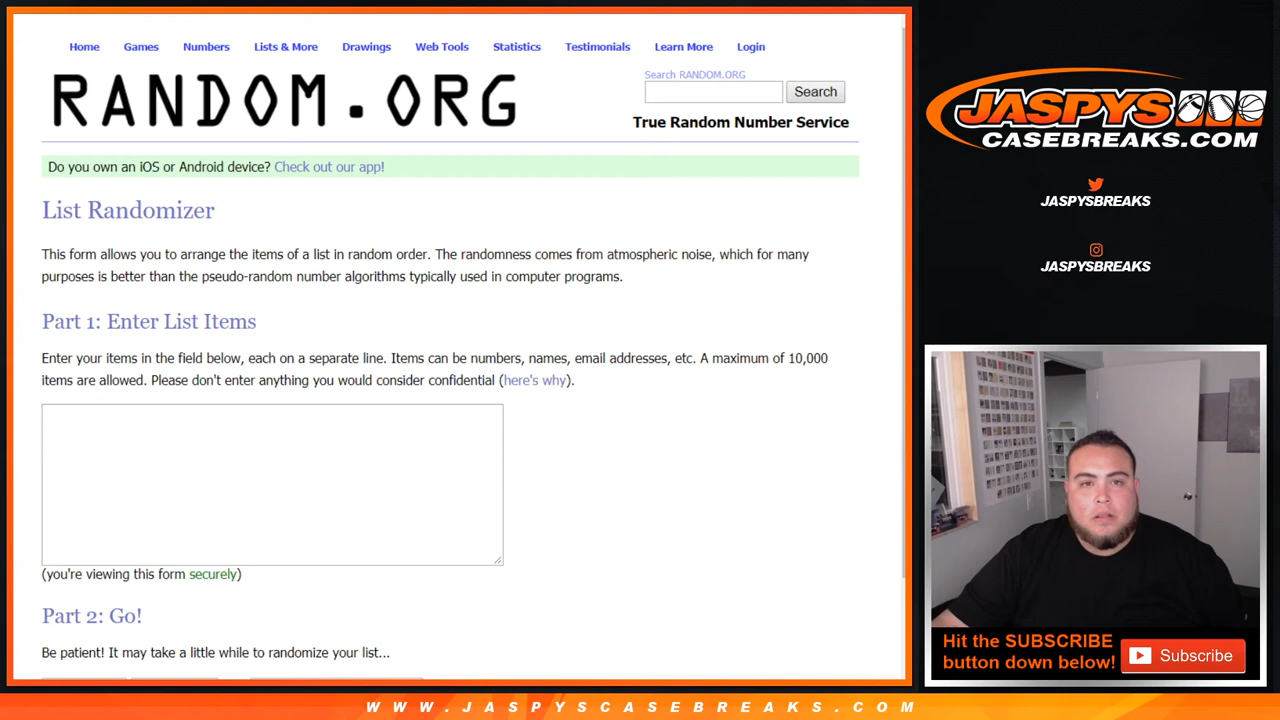 Home Games Numbers Lists & More Drawings Web Tools Statistics Testimonials Learn More Login
RANDOM.ORG
Search RANDOM.ORG
Search
True Random Number Service
Do you own an iOS or Android device? Check out our app!
List Randomizer
This form allows you to arrange the items of a list in random order. The randomness comes from atmospheric noise, which for many
purposes is better than the pseudo-random number algorithms typically used in computer programs.
Part 1: Enter List Items
Enter your items in the field below, each on a separate line. Items can be numbers, names, email addresses, etc. A maximum of 10,000
items are allowed. Please don't enter anything you would consider confidential (here's why).
(you're viewing this form securely)
Part 2: Go!
Be patient! It may take a little while to randomize your list...
JASPYS
CASEBREAKS.COM
JASPYSBREAKS
JASPYSBREAKS
Hit the SUBSCRIBE
button down below!
Subscribe
WWW.JASPYSCASEBREAKS.COM